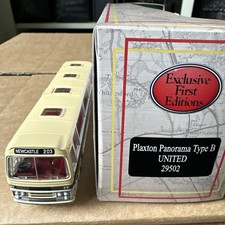 Exclusive
First
Editions
Plaxton Panorama Type B
UNITED
29502
NEWCASTLE 203